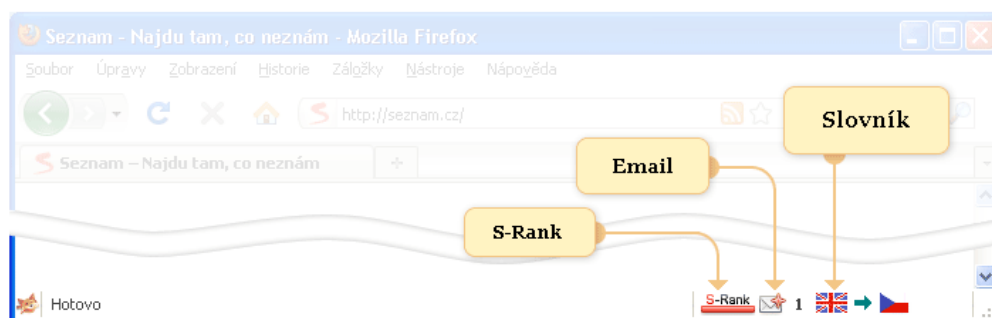 Seznam - Najdu tam, co neznám - Mozilla Firefox
Soubor Úpravy Zobrazení Historie Záložky Nástroje Nápověda
http://seznam.cz/
Slovník
Seznam – Najdu tam, co neznám
Email
S-Rank
Hotovo
S-Rank 1